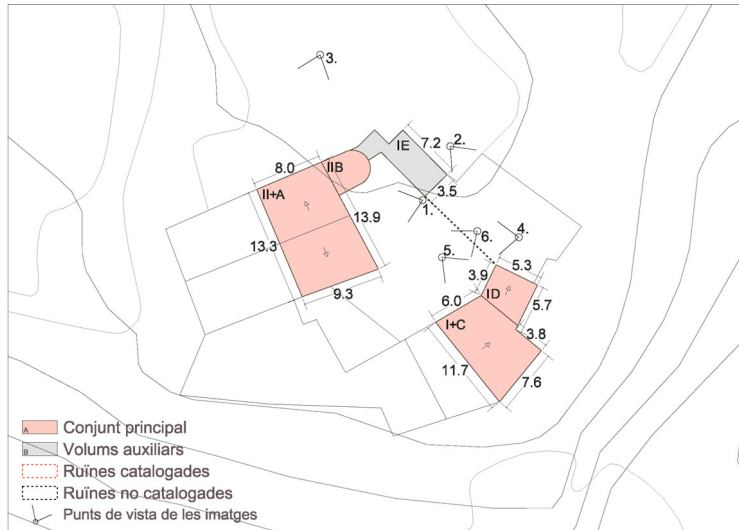 3.
7.2
2.
IE
8.0
IIB
3.5
II+A
1.
13.9
6.
4.
13.3
5.
5.3
3.9
9.3
6.0
ID
5.7
I+C
3.8
11.7
7.6
A Conjunt principal
B Volums auxiliars
Ruïnes catalogades
Ruïnes no catalogades
Punts de vista de les imatges